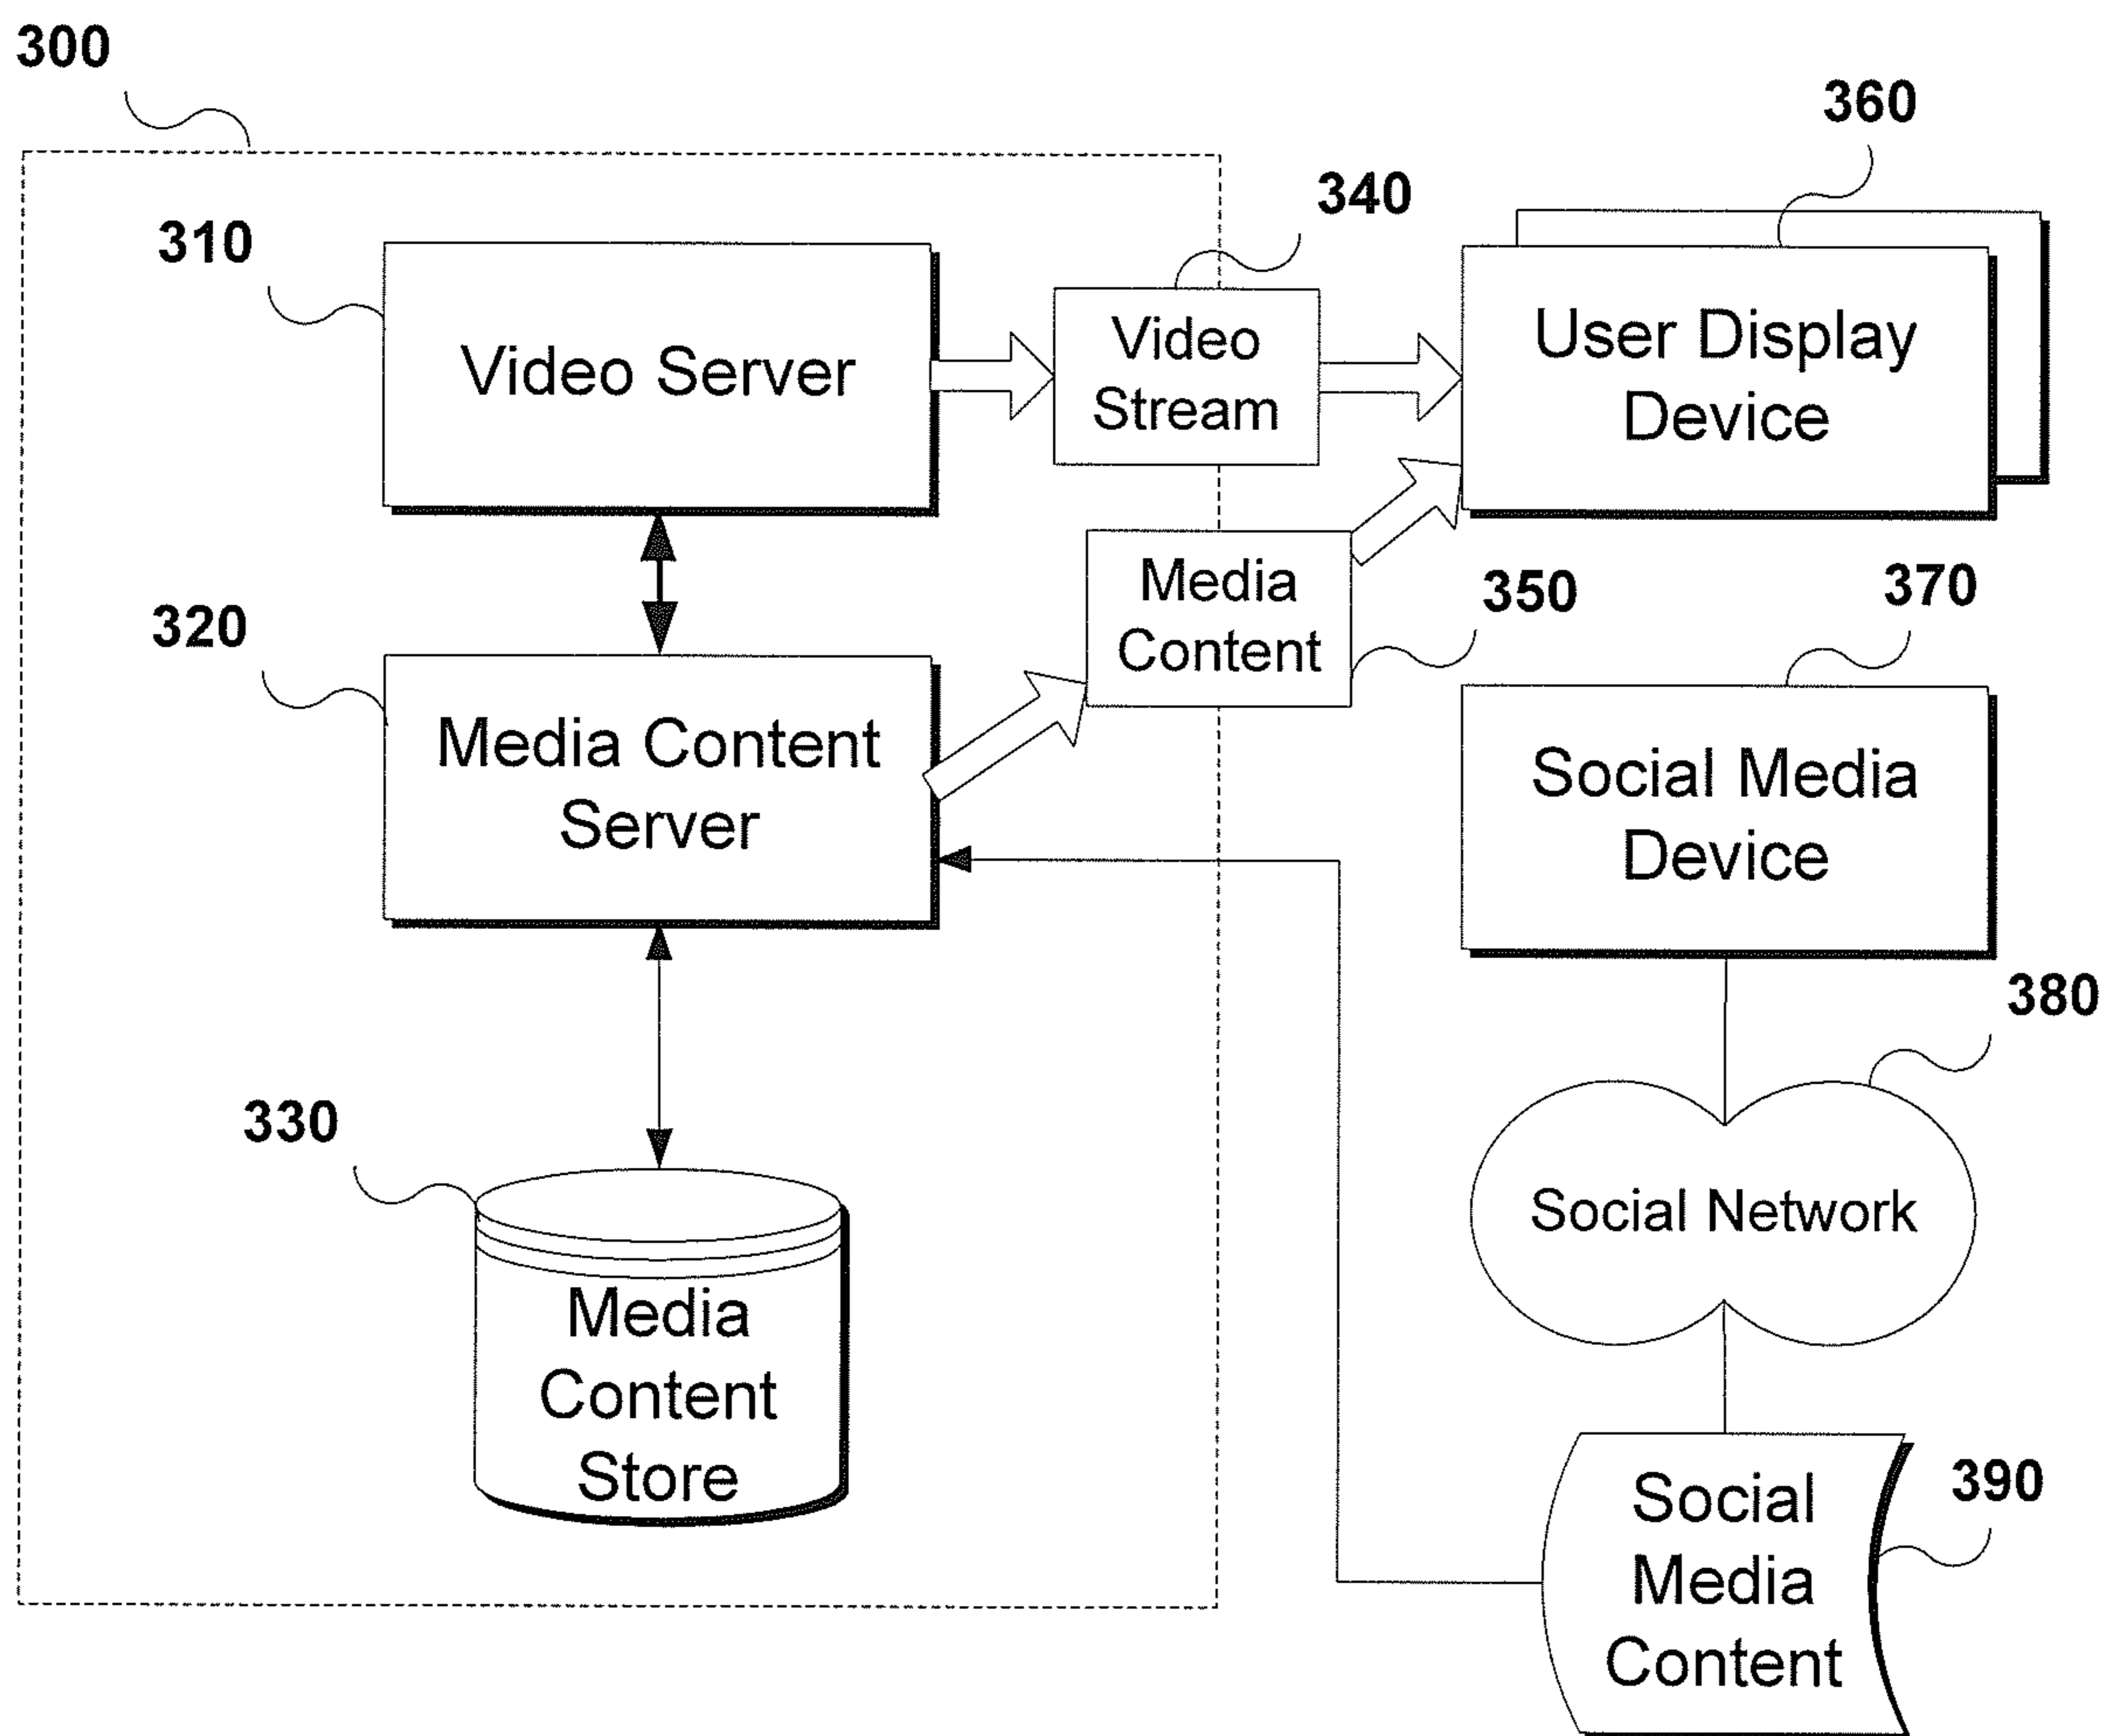 300
360
340
310
Video Server
Video
Stream
User Display
Device
Media
Content
350
370
320
Media Content
Server
Social Media
Device
380
330
Social Network
Media
Content
Store
Social
Media
Content
390